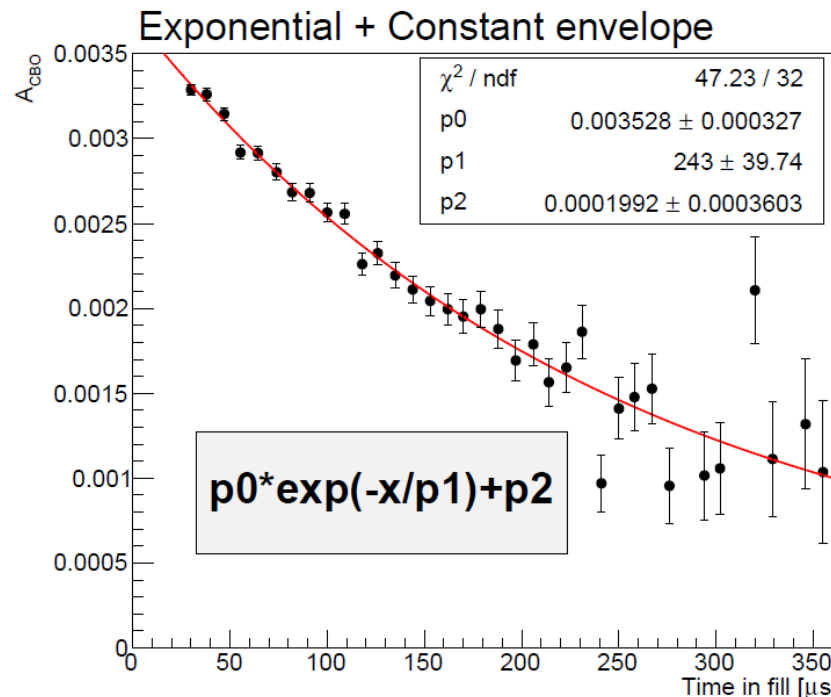 Exponential + Constant envelope
A_CBO
χ² / ndf 47.23 / 32
p0 0.003528 ± 0.000327
p1 243 ± 39.74
p2 0.0001992 ± 0.0003603
p0*exp(-x/p1)+p2
0.0035
0.003
0.0025
0.002
0.0015
0.001
0.0005
0
0 50 100 150 200 250 300 350
Time in fill [μs